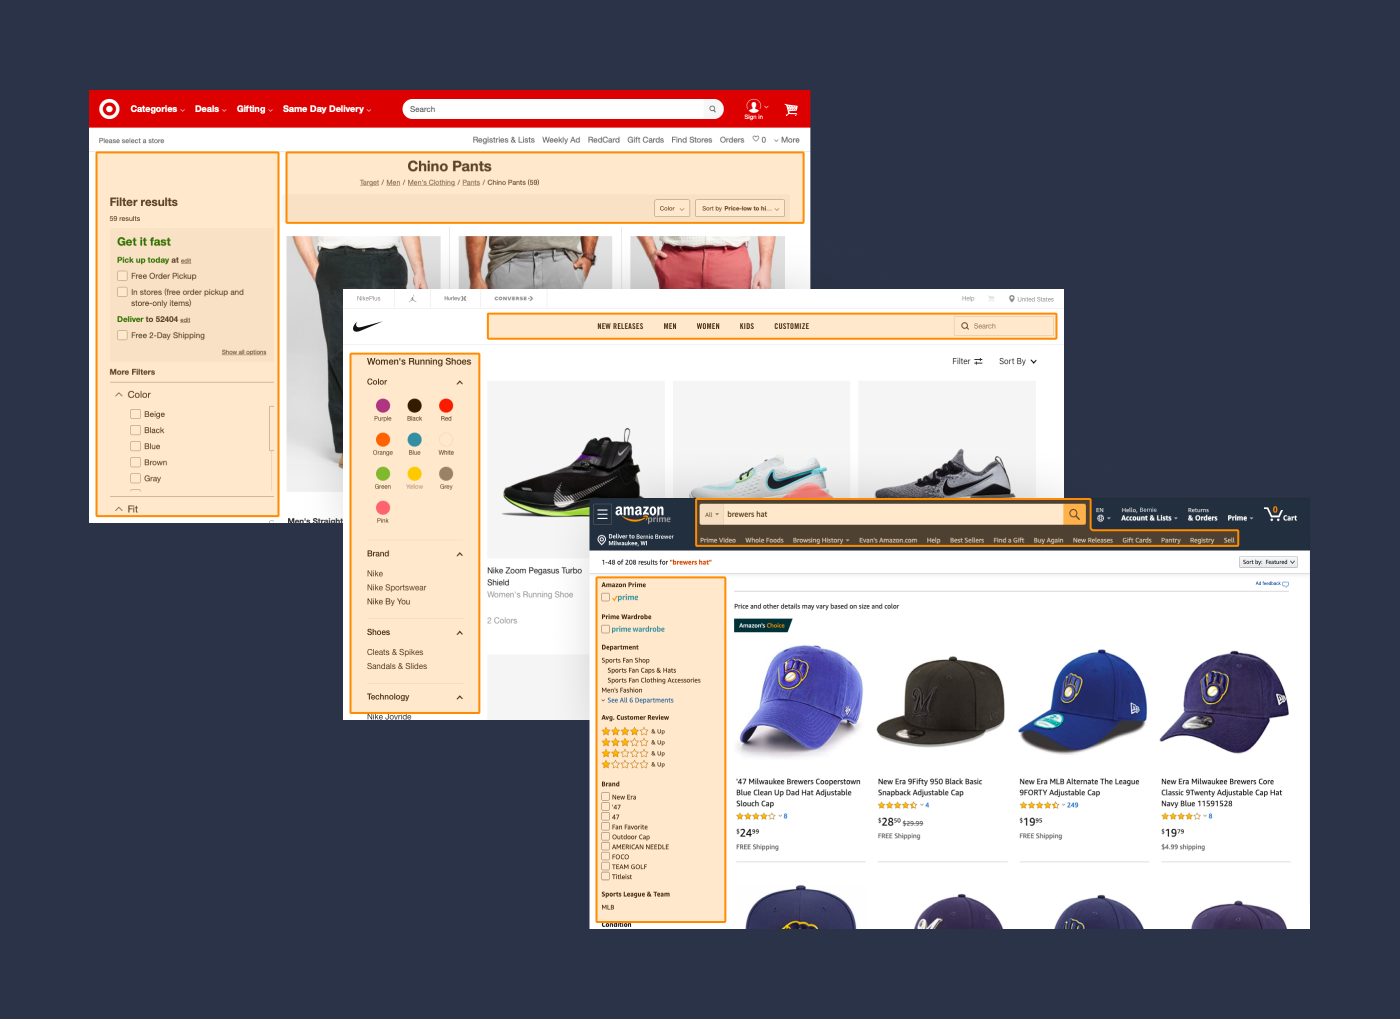 Categories Deals Gifting Same Day Delivery Search Sign in
Please select a store Registries & Lists Weekly Ad RedCard Gift Cards Find Stores Orders 0 More
Chino Pants
Target / Men / Men's Clothing / Pants / Chino Pants (59)
Color Sort by Price-low to hi...
Filter results
59 results
Get it fast
Pick up today at edit
Free Order Pickup
In stores (free order pickup and
store-only items)
Deliver to 52404 edit
Free 2-Day Shipping
Show all options
More Filters
Color
Beige
Black
Blue
Brown
Gray
Fit
Men's Straight
NikePlus Hurley CONVERSE Help United States
NEW RELEASES MEN WOMEN KIDS CUSTOMIZE Search
Women's Running Shoes Filter Sort By
Color
Purple Black Red
Orange Blue White
Green Yellow Grey
Pink
Brand
Nike
Nike Sportswear
Nike By You
Shoes
Cleats & Spikes
Sandals & Slides
Technology
Nike Joyride
Nike Zoom Pegasus Turbo
Shield
Women's Running Shoe
2 Colors
amazon
prime
All brewers hat
EN Hello, Bernie
Account & Lists
Returns
& Orders
Prime
0
Cart
Deliver to Bernie Brewer
Milwaukee, WI
Prime Video Whole Foods Browsing History Evan's Amazon.com Help Best Sellers Find a Gift Buy Again New Releases Gift Cards Pantry Registry Sell
1-48 of 208 results for "brewers hat" Sort by: Featured
Ad feedback
Amazon Prime
prime
Prime Wardrobe
prime wardrobe
Department
Sports Fan Shop
Sports Fan Caps & Hats
Sports Fan Clothing Accessories
Men's Fashion
See All 6 Departments
Avg. Customer Review
& Up
& Up
& Up
& Up
Brand
New Era
'47
47
Fan Favorite
Outdoor Cap
AMERICAN NEEDLE
FOCO
TEAM GOLF
Titleist
Sports League & Team
MLB
Condition
Price and other details may vary based on size and color
Amazon's Choice
'47 Milwaukee Brewers Cooperstown
Blue Clean Up Dad Hat Adjustable
Slouch Cap
8
$24.99
FREE Shipping
New Era 9Fifty 950 Black Basic
Snapback Adjustable Cap
4
$28.50 $29.99
FREE Shipping
New Era MLB Alternate The League
9FORTY Adjustable Cap
249
$19.95
FREE Shipping
New Era Milwaukee Brewers Core
Classic 9Twenty Adjustable Cap Hat
Navy Blue 11591528
8
$19.79
$4.99 shipping